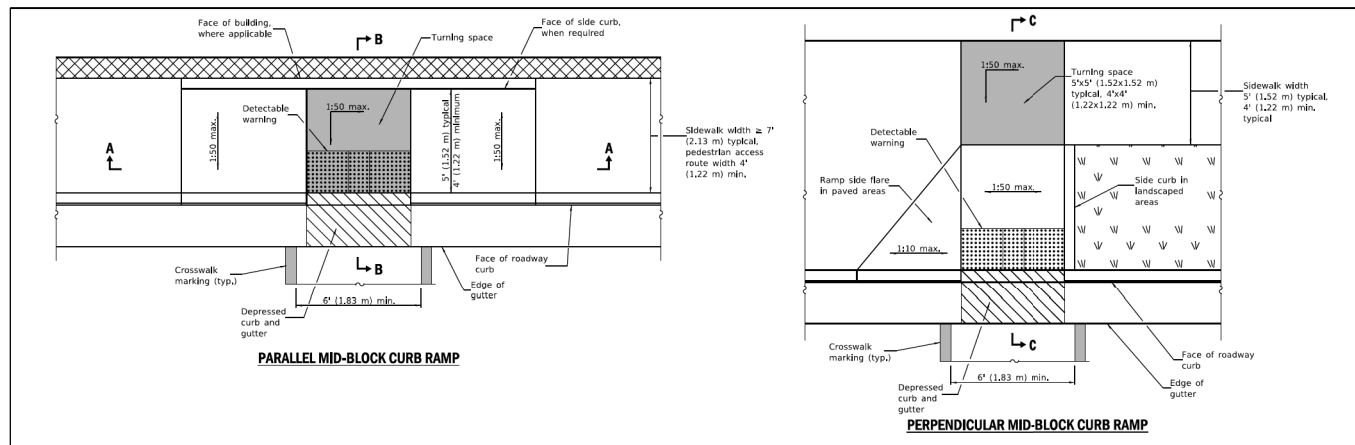 Face of building,
where applicable
B
Face of side curb,
when required
Turning space
Detectable
warning
1:50 max.
1:50 max.
1:50 max.
5' (1.52 m) typical
4' (1.22 m) minimum
A
A
Sidewalk width ≥ 7'
(2.13 m) typical,
pedestrian access
route width 4'
(1.22 m) min.
Crosswalk
marking (typ.)
B
Face of roadway
curb
Edge of
gutter
6' (1.83 m) min.
Depressed
curb and
gutter
PARALLEL MID-BLOCK CURB RAMP
C
1:50 max.
Turning space
5'x5' (1.52x1.52 m)
typical, 4'x4'
(1.22x1.22 m) min.
Sidewalk width
5' (1.52 m) typical,
4' (1.22 m) min.
typical
Detectable
warning
Ramp side flare
in paved areas
1:50 max.
Side curb in
landscaped
areas
1:10 max.
Crosswalk
marking (typ.)
C
Face of roadway
curb
6' (1.83 m) min.
Depressed
curb and
gutter
Edge of
gutter
PERPENDICULAR MID-BLOCK CURB RAMP